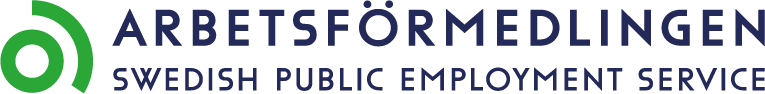 ARBETSFÖRMEDLINGEN
SWEDISH PUBLIC EMPLOYMENT SERVICE